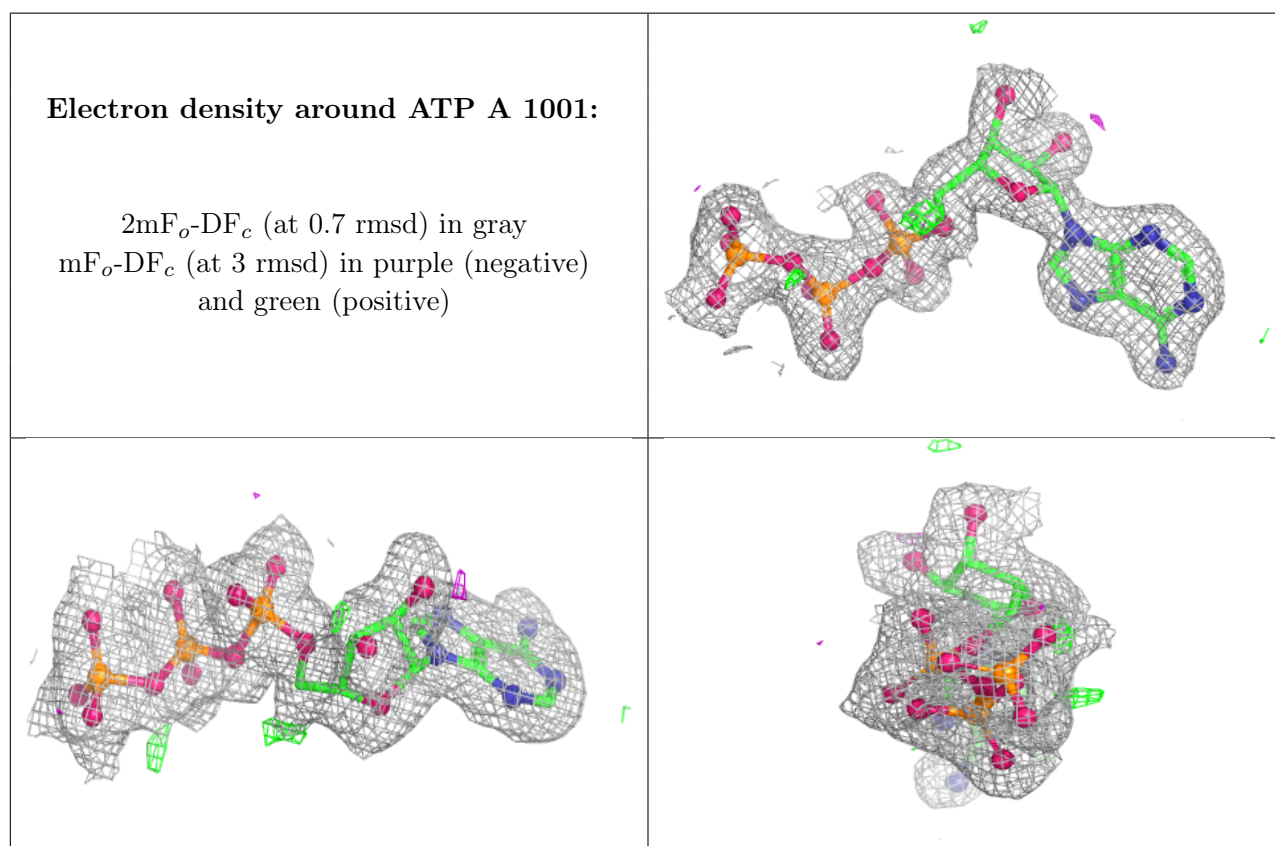 Electron density around ATP A 1001:
2mFₒ-DF𝒸 (at 0.7 rmsd) in gray
mFₒ-DF𝒸 (at 3 rmsd) in purple (negative)
and green (positive)